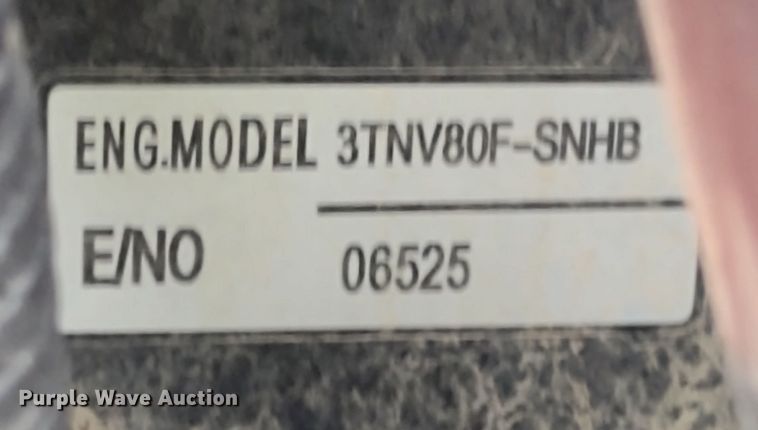 ENG.MODEL 3TNV80F-SNHB
E/NO 06525
Purple Wave Auction